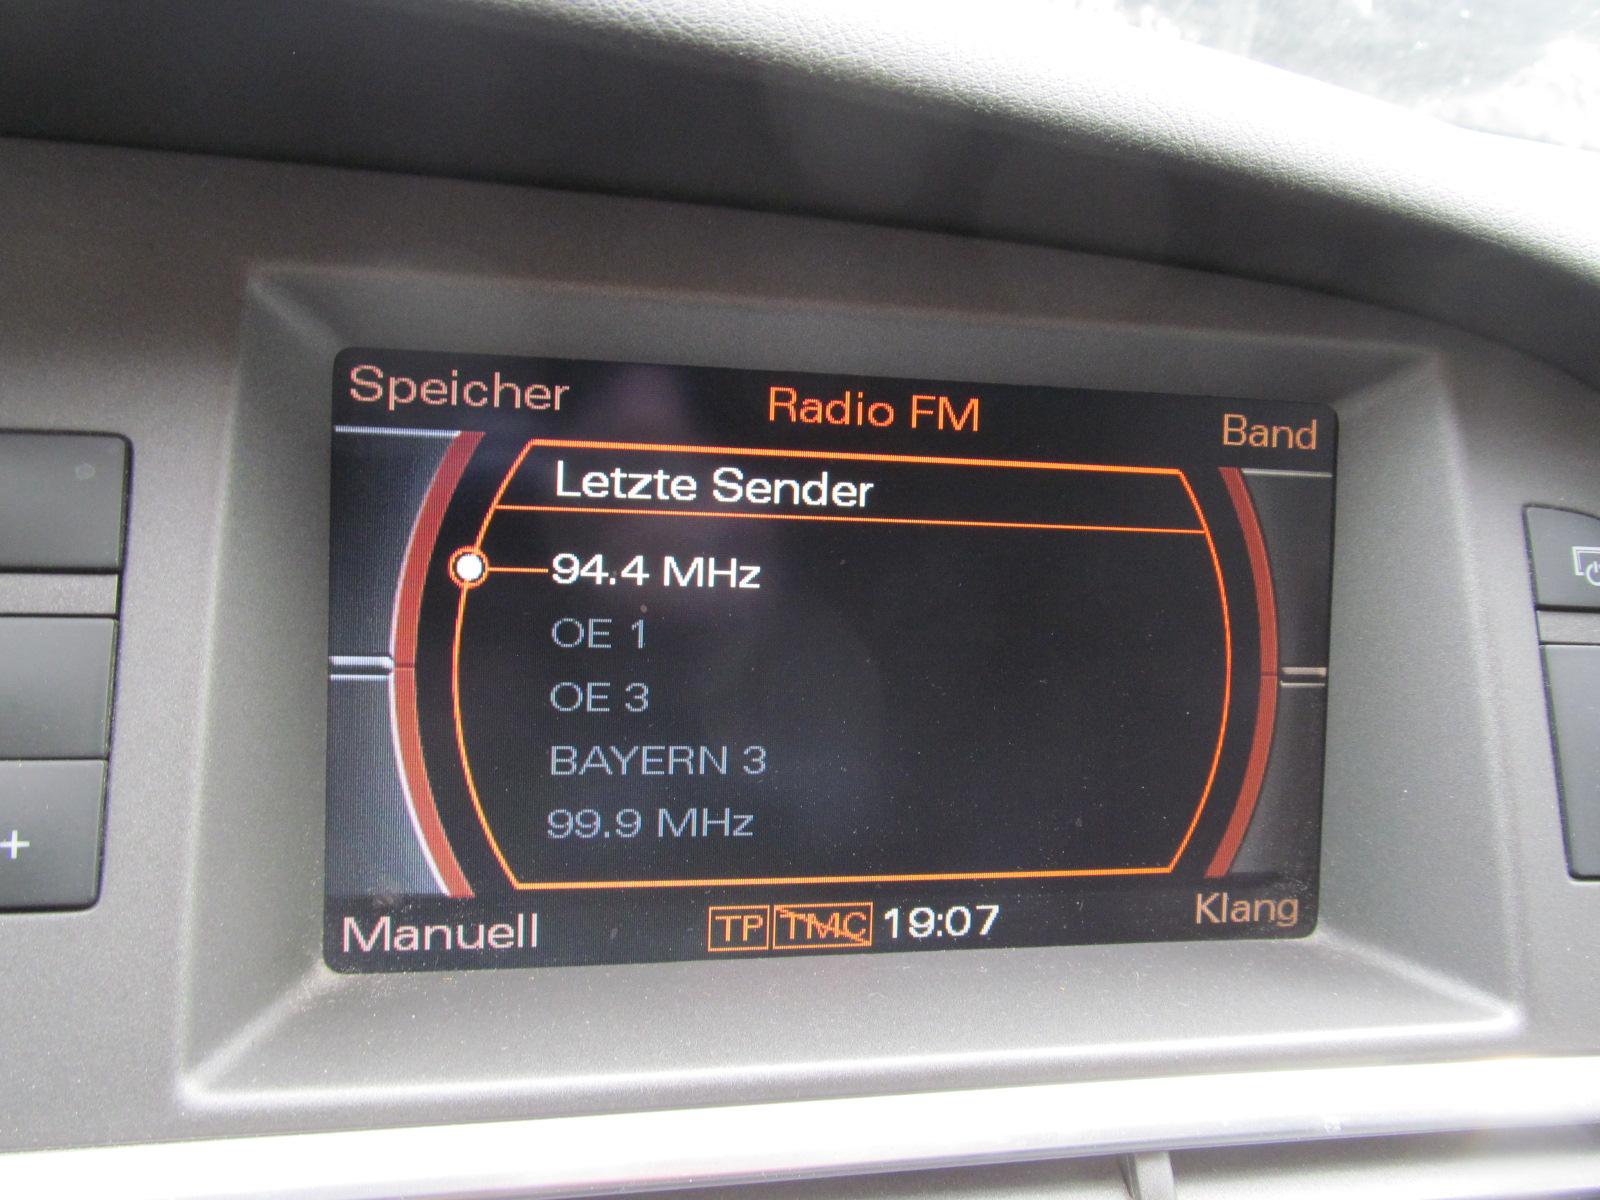 Speicher
Radio FM
Band
Letzte Sender
94.4 MHz
OE 1
OE 3
BAYERN 3
99.9 MHz
Manuell
TP TMC 19:07
Klang
+